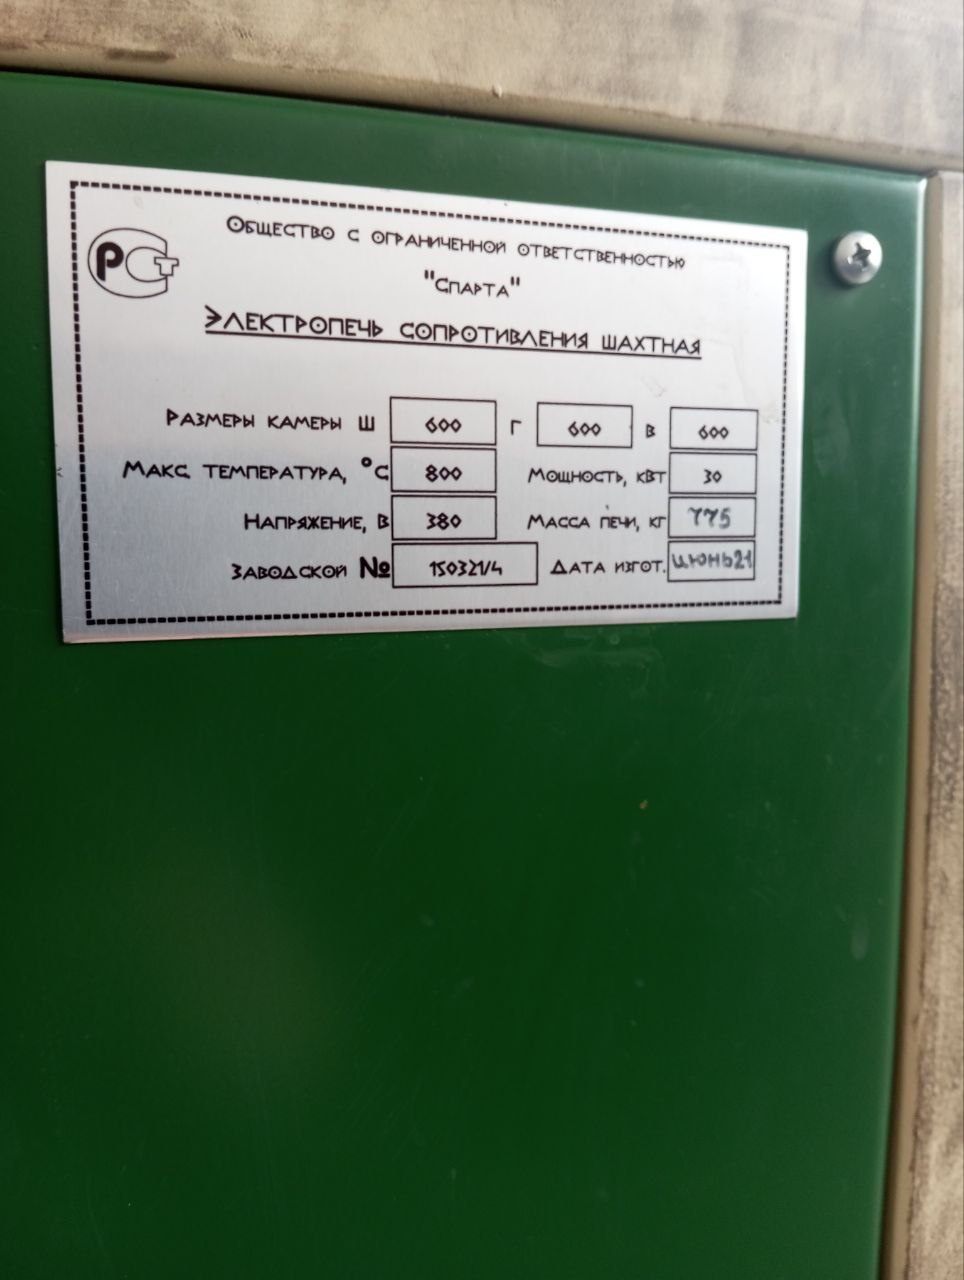 РСТ
Общество с ограниченной ответственностью
"Спарта"
Электропечь сопротивления шахтная
Размеры камеры Ш 600 Г 600 В 600
Макс. температура, °С 800 Мощность, кВт 30
Напряжение, В 380 Масса печи, кг 775
Заводской № 150321/4 Дата изгот. июнь21